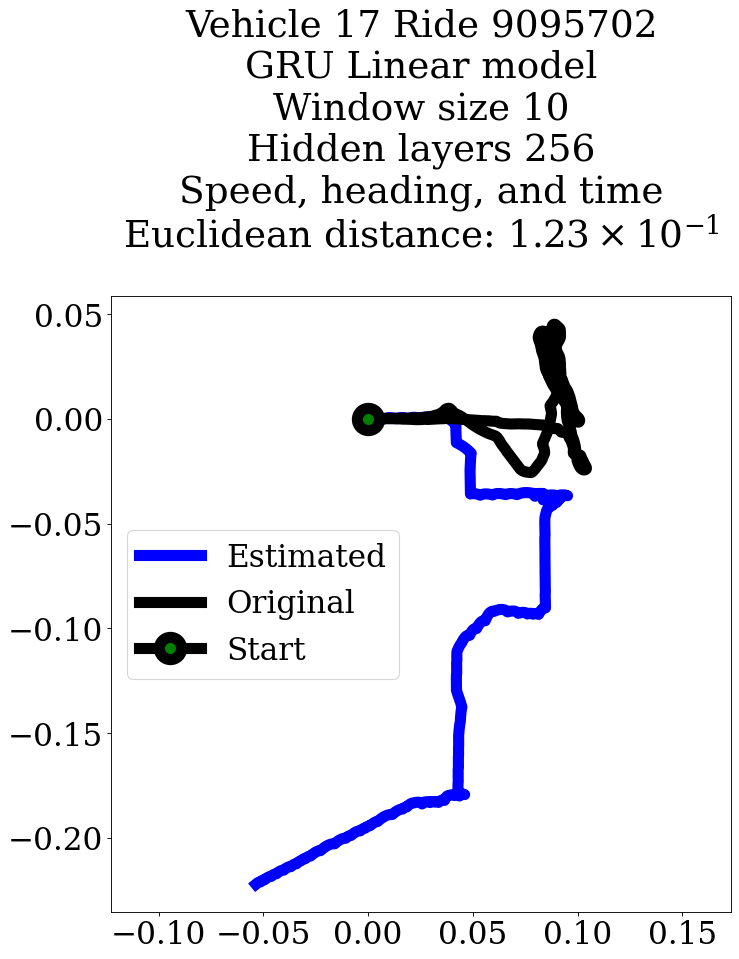 Vehicle 17 Ride 9095702
GRU Linear model
Window size 10
Hidden layers 256
Speed, heading, and time
Euclidean distance: 1.23 × 10⁻¹
0.05
0.00
−0.05
−0.10
−0.15
−0.20
Estimated
Original
Start
−0.10 −0.05 0.00 0.05 0.10 0.15